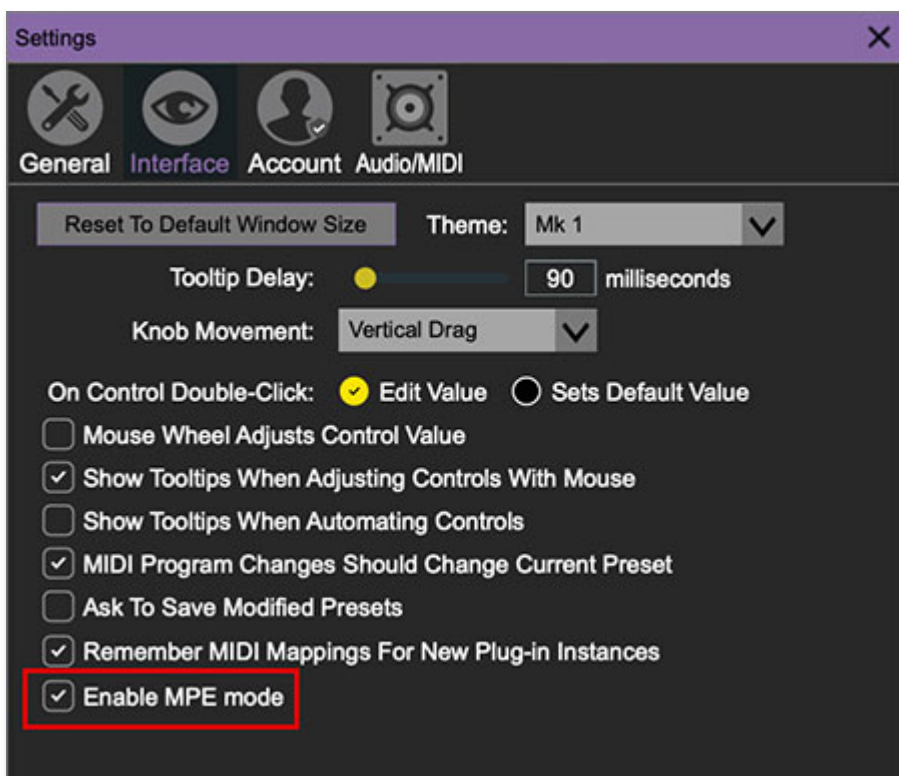 Settings
General Interface Account Audio/MIDI
Reset To Default Window Size Theme: Mk 1
Tooltip Delay: 90 milliseconds
Knob Movement: Vertical Drag
On Control Double-Click: Edit Value Sets Default Value
Mouse Wheel Adjusts Control Value
Show Tooltips When Adjusting Controls With Mouse
Show Tooltips When Automating Controls
MIDI Program Changes Should Change Current Preset
Ask To Save Modified Presets
Remember MIDI Mappings For New Plug-in Instances
Enable MPE mode